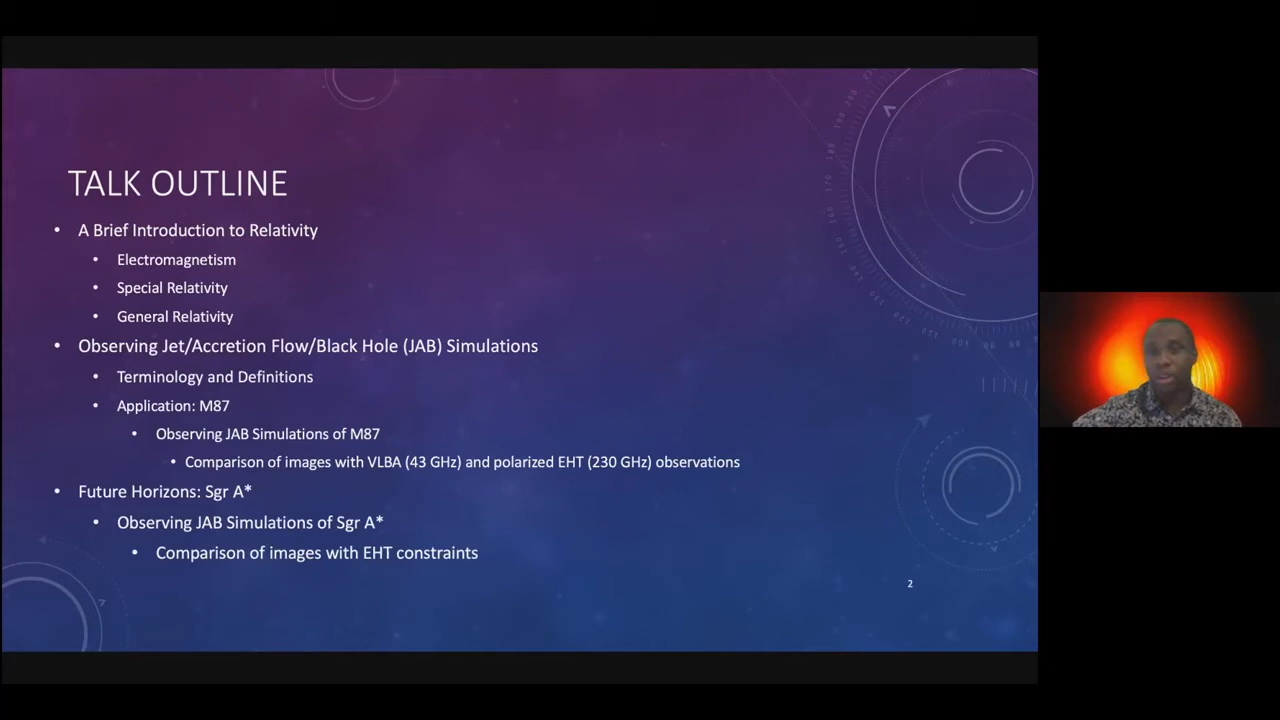 TALK OUTLINE
• A Brief Introduction to Relativity
• Electromagnetism
• Special Relativity
• General Relativity
• Observing Jet/Accretion Flow/Black Hole (JAB) Simulations
• Terminology and Definitions
• Application: M87
• Observing JAB Simulations of M87
• Comparison of images with VLBA (43 GHz) and polarized EHT (230 GHz) observations
• Future Horizons: Sgr A*
• Observing JAB Simulations of Sgr A*
• Comparison of images with EHT constraints
2